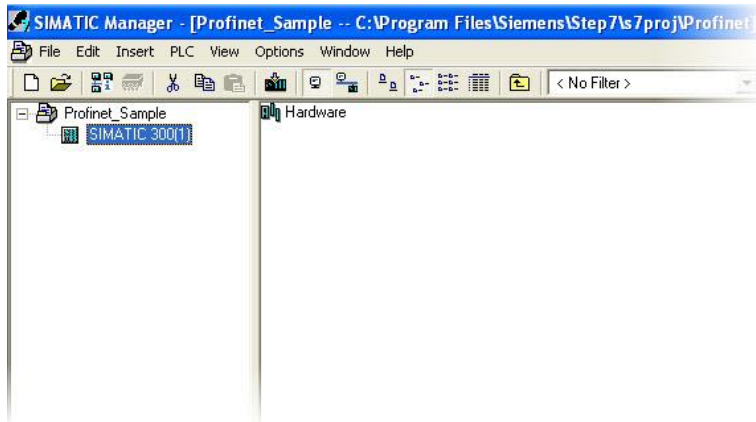 SIMATIC Manager - [Profinet_Sample -- C:\Program Files\Siemens\Step7\s7proj\Profinet]
File Edit Insert PLC View Options Window Help
< No Filter >
Profinet_Sample
Hardware
SIMATIC 300(1)